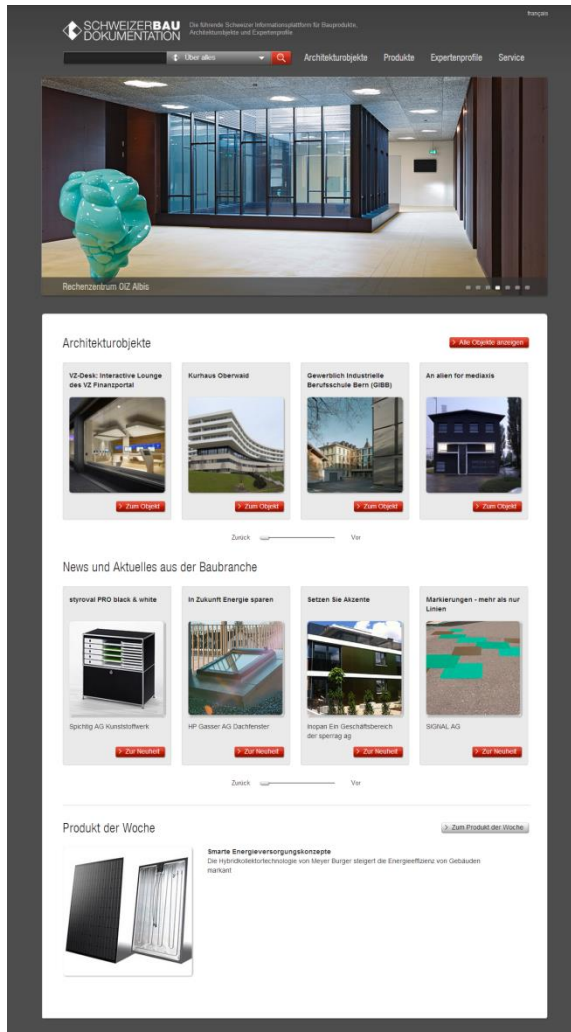 français
SCHWEIZERBAU
DOKUMENTATION
Die führende Schweizer Informationsplattform für Bauprodukte,
Architekturobjekte und Expertenprofile
Über alles
Architekturobjekte
Produkte
Expertenprofile
Service
Rechenzentrum OIZ Albis
Architekturobjekte
> Alle Objekte anzeigen
VZ-Desk: Interactive Lounge
des VZ Finanzportal
Kurhaus Oberwald
Gewerblich Industrielle
Berufsschule Bern (GIBB)
An alien for mediaxis
> Zum Objekt
> Zum Objekt
> Zum Objekt
> Zum Objekt
Zurück
Vor
News und Aktuelles aus der Baubranche
styroval PRO black & white
In Zukunft Energie sparen
Setzen Sie Akzente
Markierungen - mehr als nur
Linien
Spichtig AG Kunststoffwerk
HP Gasser AG Dachfenster
Inopan Ein Geschäftsbereich
der sperrag ag
SIGNAL AG
> Zur Neuheit
> Zur Neuheit
> Zur Neuheit
> Zur Neuheit
Zurück
Vor
Produkt der Woche
> Zum Produkt der Woche
Smarte Energieversorgungskonzepte
Die Hybridkollektortechnologie von Meyer Burger steigert die Energieeffizenz von Gebäuden
markant